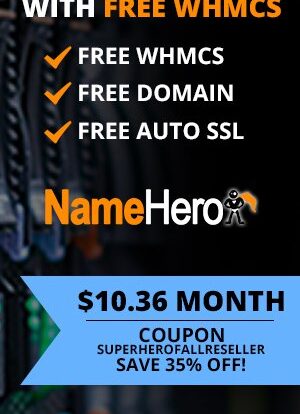 WITH FREE WHMCS
FREE WHMCS
FREE DOMAIN
FREE AUTO SSL
NameHero
$10.36 MONTH
COUPON
SUPERHEROFALLRESELLER
SAVE 35% OFF!